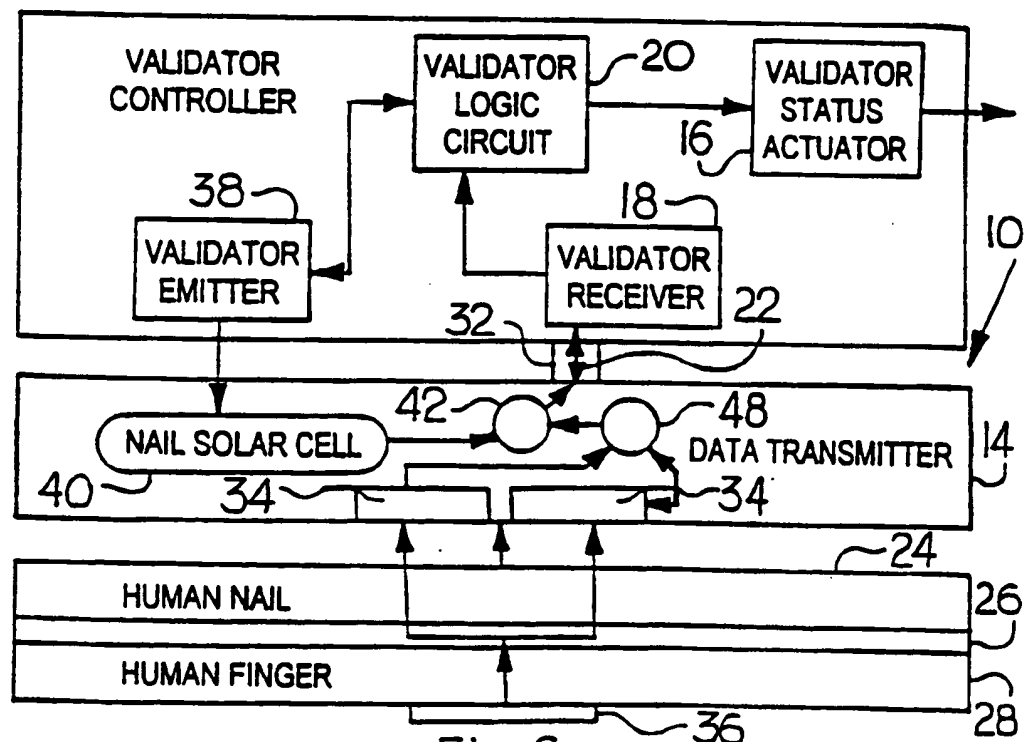 VALIDATOR
CONTROLLER
VALIDATOR
LOGIC
CIRCUIT
20
VALIDATOR
STATUS
ACTUATOR
16
38
VALIDATOR
EMITTER
18
VALIDATOR
RECEIVER
10
32
22
42
48
NAIL SOLAR CELL
DATA TRANSMITTER
14
40
34
34
24
HUMAN NAIL
26
HUMAN FINGER
28
36